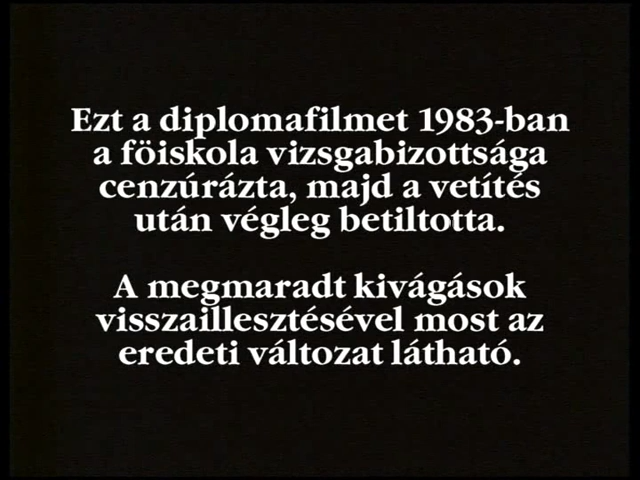 Ezt a diplomafilmet 1983-ban
a föiskola vizsgabizottsága
cenzúrázta, majd a vetítés
után végleg betiltotta.
A megmaradt kivágások
visszaillesztésével most az
eredeti változat látható.